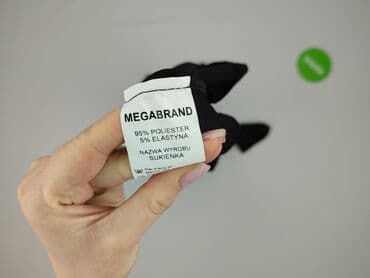 MEGABRAND
95% POLIESTER
5% ELASTYNA
NAZWA WYROBU
SUKIENKA